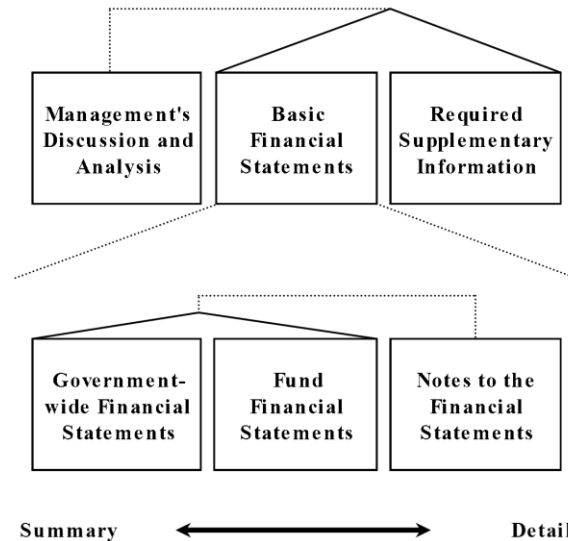 Management's
Discussion and
Analysis
Basic
Financial
Statements
Required
Supplementary
Information
Government-
wide Financial
Statements
Fund
Financial
Statements
Notes to the
Financial
Statements
Summary
Detail